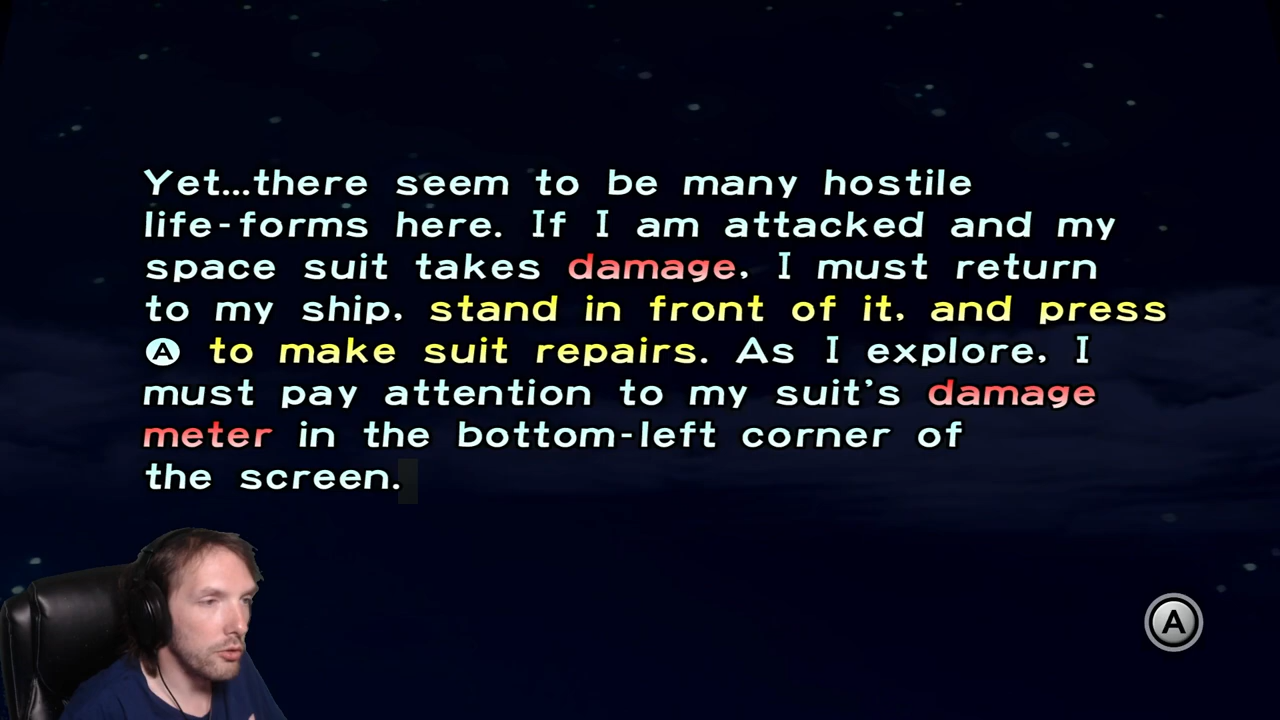 Yet...there seem to be many hostile
life-forms here. If I am attacked and my
space suit takes damage, I must return
to my ship, stand in front of it, and press
A to make suit repairs. As I explore, I
must pay attention to my suit's damage
meter in the bottom-left corner of
the screen.
A